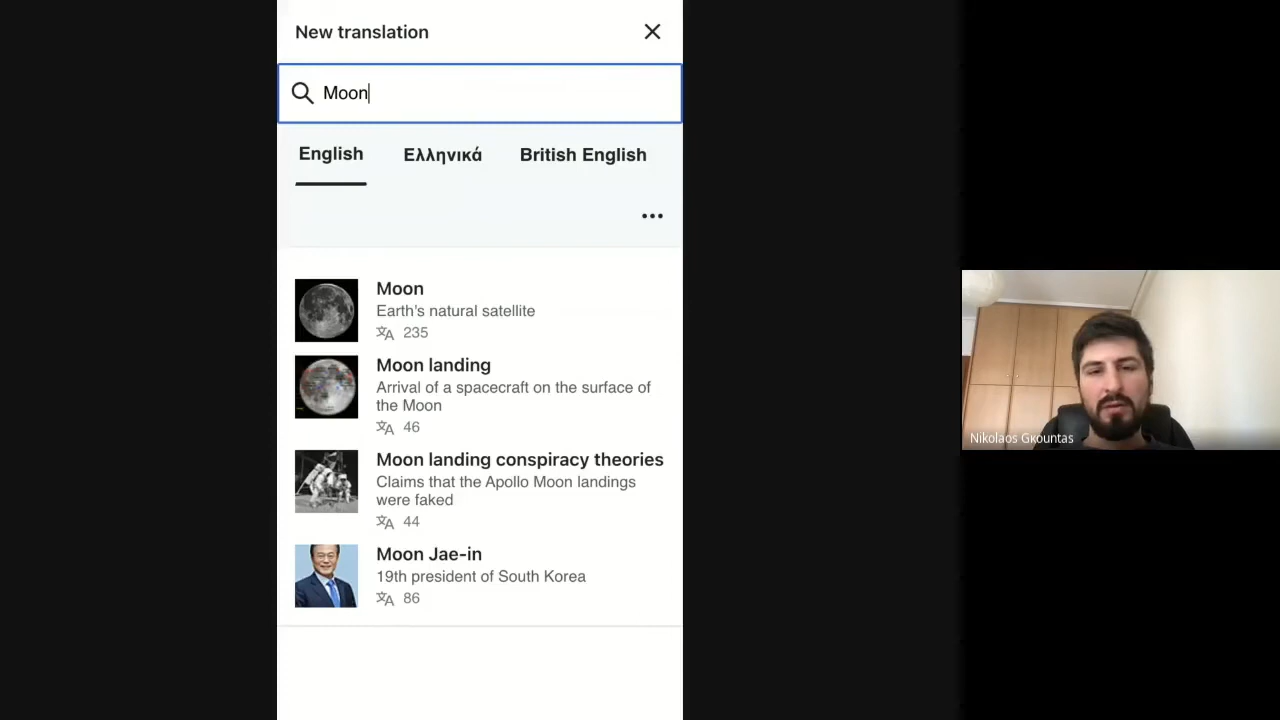 New translation
Moon
English Ελληνικά British English
Moon
Earth's natural satellite
235
Moon landing
Arrival of a spacecraft on the surface of
the Moon
46
Moon landing conspiracy theories
Claims that the Apollo Moon landings
were faked
44
Moon Jae-in
19th president of South Korea
86
Nikolaos Gkountas